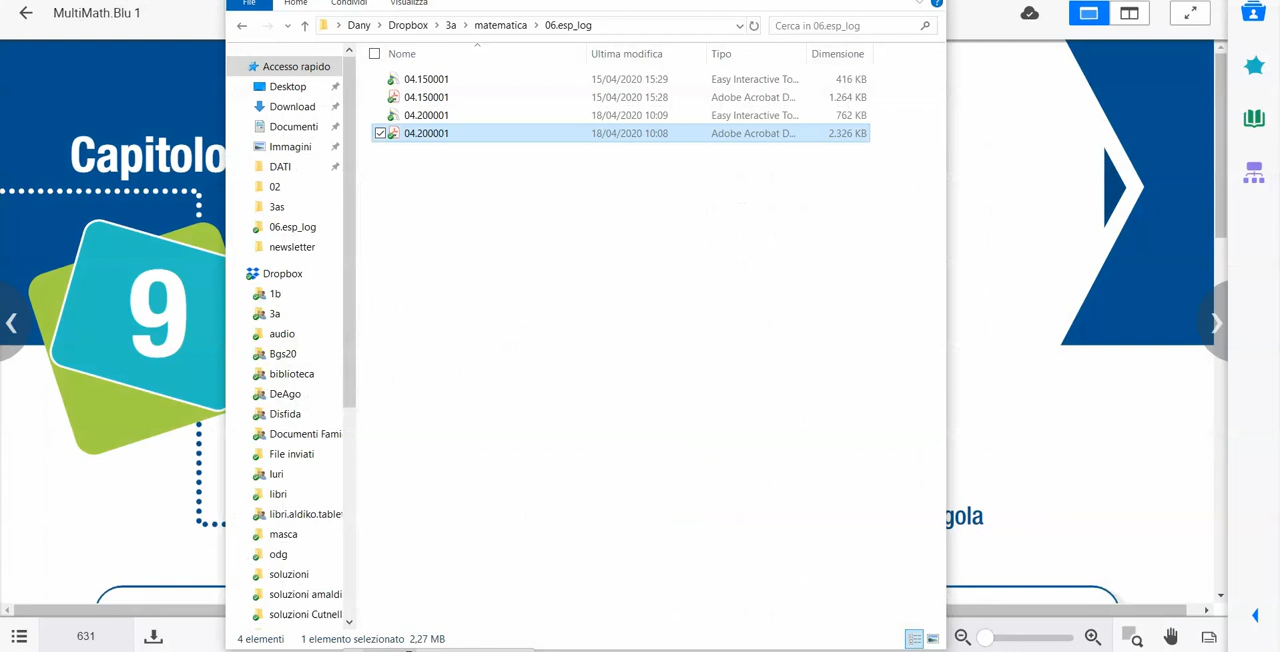 MultiMath.Blu 1
File Home Condividi Visualizza
Dany Dropbox 3a matematica 06.esp_log
Cerca in 06.esp_log
Nome Ultima modifica Tipo Dimensione
04.150001 15/04/2020 15:29 Easy Interactive To... 416 KB
04.150001 15/04/2020 15:28 Adobe Acrobat D... 1.264 KB
04.200001 18/04/2020 10:09 Easy Interactive To... 762 KB
04.200001 18/04/2020 10:08 Adobe Acrobat D... 2.326 KB
Accesso rapido
Desktop
Download
Documenti
Immagini
DATI
02
3as
06.esp_log
newsletter
Dropbox
1b
3a
audio
Bgs20
biblioteca
DeAgo
Disfida
Documenti Fami
File inviati
Iuri
libri
libri.aldiko.tablet
masca
odg
soluzioni
soluzioni amaldi
soluzioni Cutnell
4 elementi 1 elemento selezionato 2,27 MB
Capitolo
9
gola
631